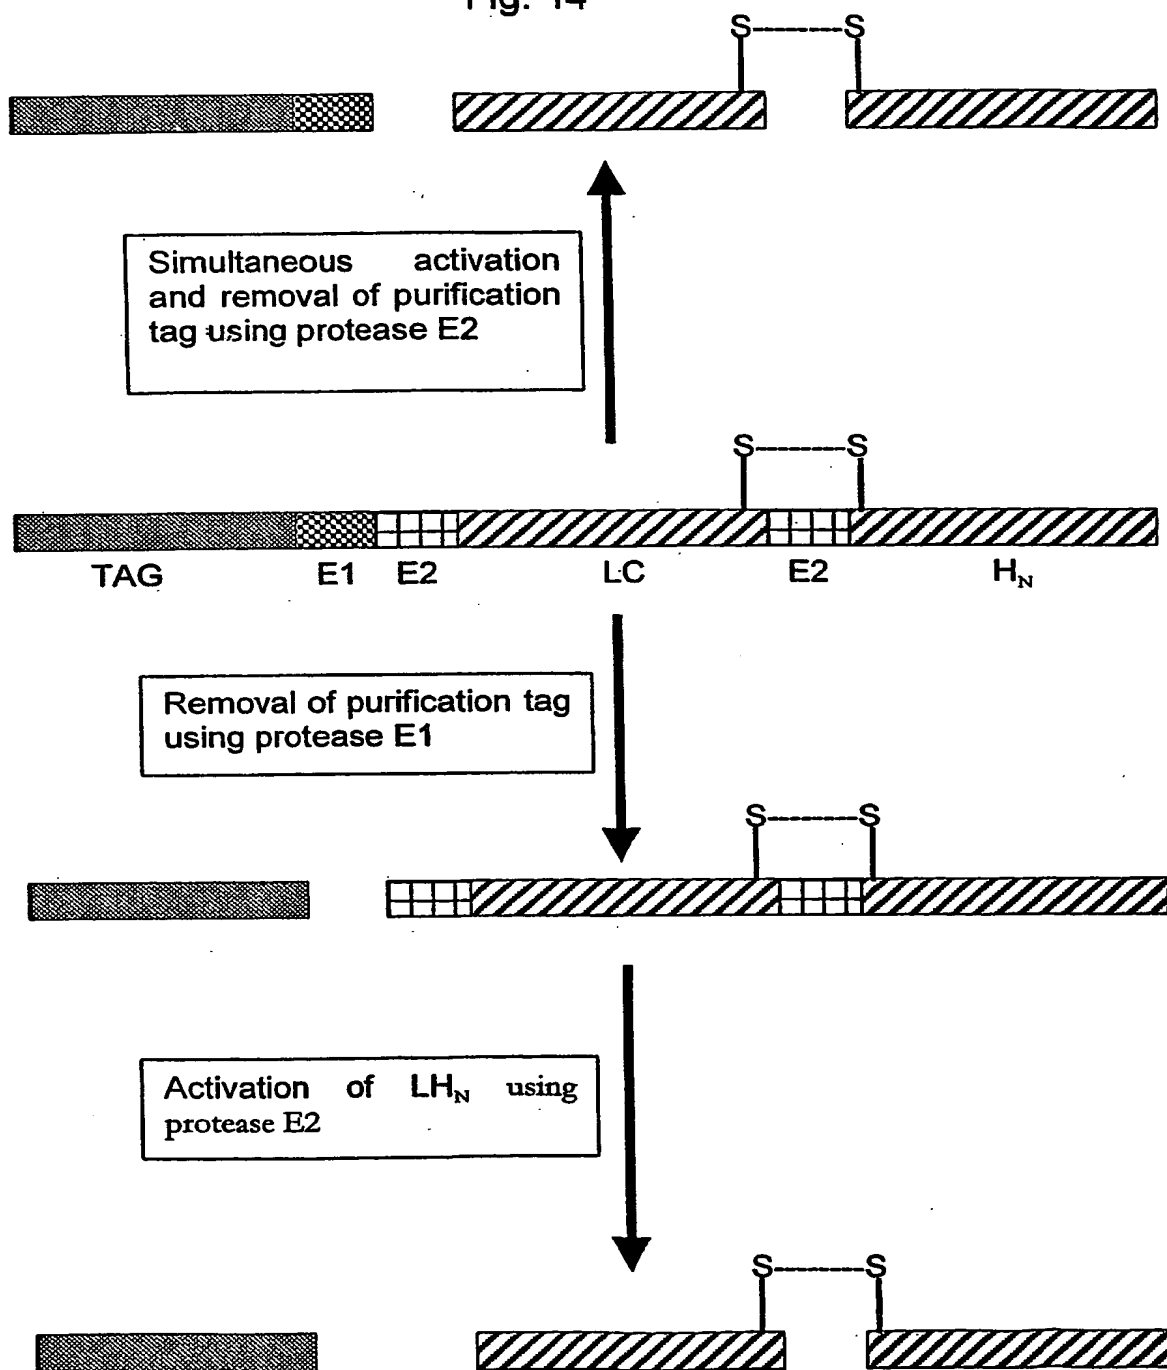 Fig. 14
S--------S
Simultaneous activation
and removal of purification
tag using protease E2
S--------S
TAG E1 E2 LC E2 HN
Removal of purification tag
using protease E1
S--------S
Activation of LHN using
protease E2
S--------S